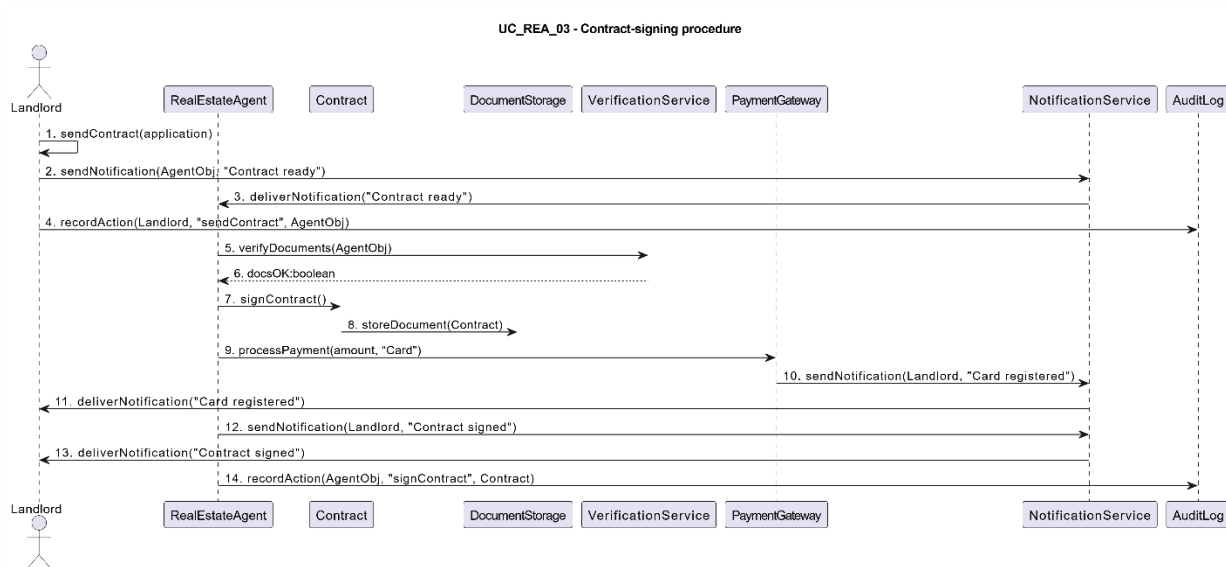 UC_REA_03 - Contract-signing procedure
Landlord
RealEstateAgent
Contract
DocumentStorage
VerificationService
PaymentGateway
NotificationService
AuditLog
1. sendContract(application)
2. sendNotification(AgentObj, "Contract ready")
3. deliverNotification("Contract ready")
4. recordAction(Landlord, "sendContract", AgentObj)
5. verifyDocuments(AgentObj)
6. docsOK:boolean
7. signContract()
8. storeDocument(Contract)
9. processPayment(amount, "Card")
10. sendNotification(Landlord, "Card registered")
11. deliverNotification("Card registered")
12. sendNotification(Landlord, "Contract signed")
13. deliverNotification("Contract signed")
14. recordAction(AgentObj, "signContract", Contract)
Landlord
RealEstateAgent
Contract
DocumentStorage
VerificationService
PaymentGateway
NotificationService
AuditLog